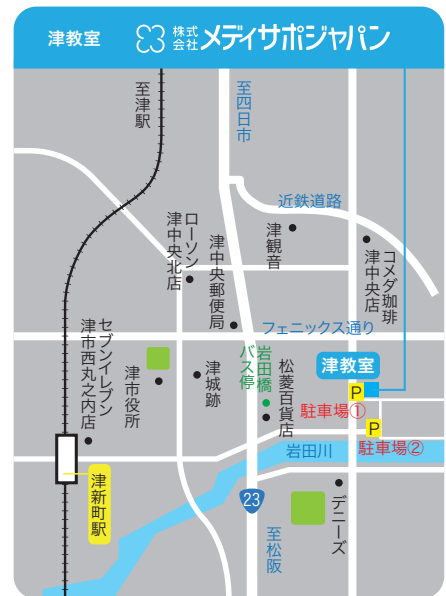 津教室
株式会社メディサポジャパン
至津駅
至四日市
近鉄道路
津観音
コメダ珈琲
津中央店
ローソン
津中央北店
津中央郵便局
フェニックス通り
セブンイレブン
津市西丸之内店
津市役所
津城跡
岩田橋
バス停
松菱百貨店
津教室
P
駐車場①
P
駐車場②
岩田川
津新町駅
23
至松阪
デニーズ